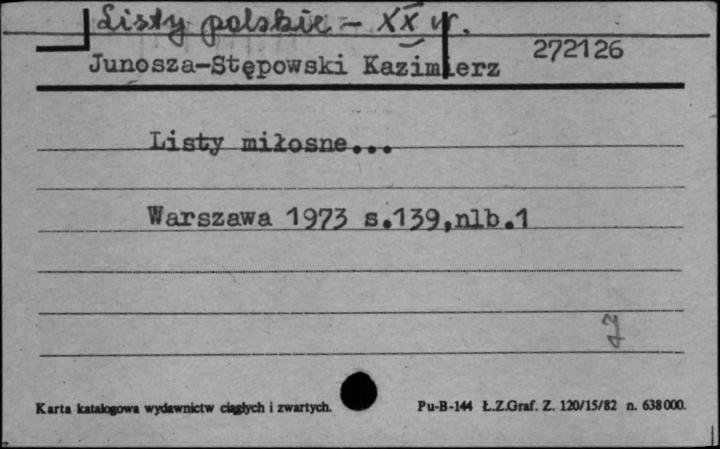 Listy polskie - XX w.
272126
Junosza-Stępowski Kazimierz
Listy miłosne...
Warszawa 1973 s.139,nlb.1
Karta katalogowa wydawnictw ciągłych i zwartych.
Pu-B-144 Ł.Z.Graf. Z. 120/15/82 n. 638000.